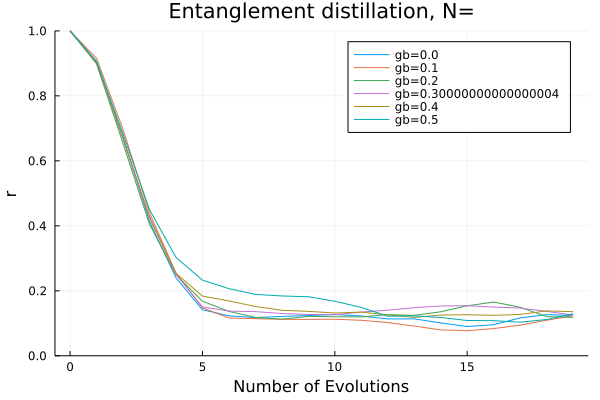 Entanglement distillation, N=
1.0
0.8
0.6
0.4
0.2
0.0
r
gb=0.0
gb=0.1
gb=0.2
gb=0.30000000000000004
gb=0.4
gb=0.5
0
5
10
15
Number of Evolutions